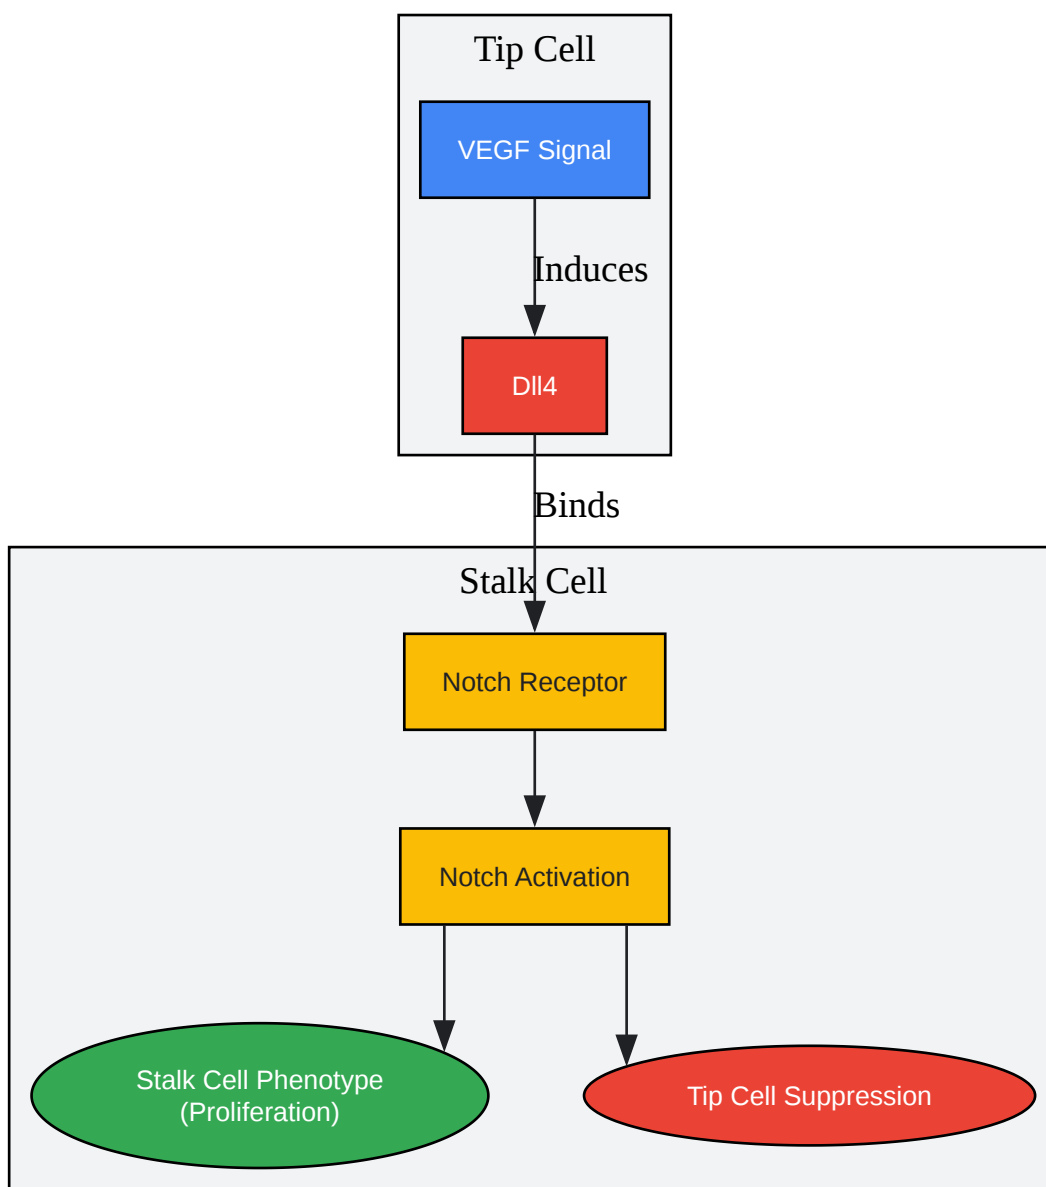 Tip Cell
VEGF Signal
Induces
Dll4
Binds
Stalk Cell
Notch Receptor
Notch Activation
Stalk Cell Phenotype
(Proliferation)
Tip Cell Suppression